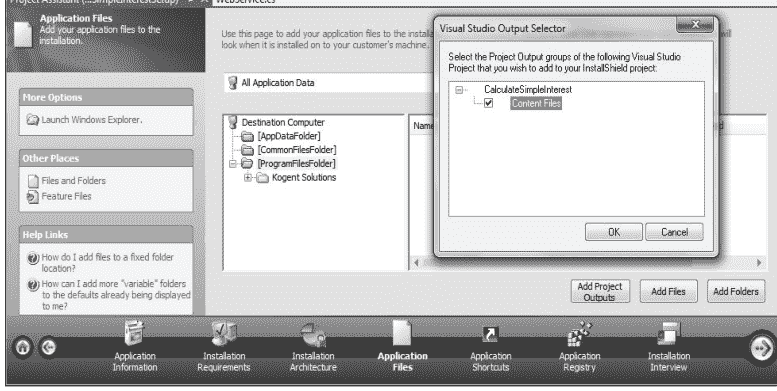 Project Assistant (...SimpleInterestSetup)
WebService.cs
Application Files
Add your application files to the
installation.
Use this page to add your application files to the
look when it is installed on to your customer's machine.
will
All Application Data
More Options
Launch Windows Explorer.
Other Places
Files and Folders
Feature Files
Help Links
How do I add files to a fixed folder
location?
How can I add more "variable" folders
to the defaults already being displayed
to me?
Destination Computer
[AppDataFolder]
[CommonFilesFolder]
[ProgramFilesFolder]
Kogent Solutions
Visual Studio Output Selector
Select the Project Output groups of the following Visual Studio
Project that you wish to add to your InstallShield project:
CalculateSimpleInterest
Content Files
OK
Cancel
Add Project
Outputs
Add Files
Add Folders
Application
Information
Installation
Requirements
Installation
Architecture
Application
Files
Application
Shortcuts
Application
Registry
Installation
Interview